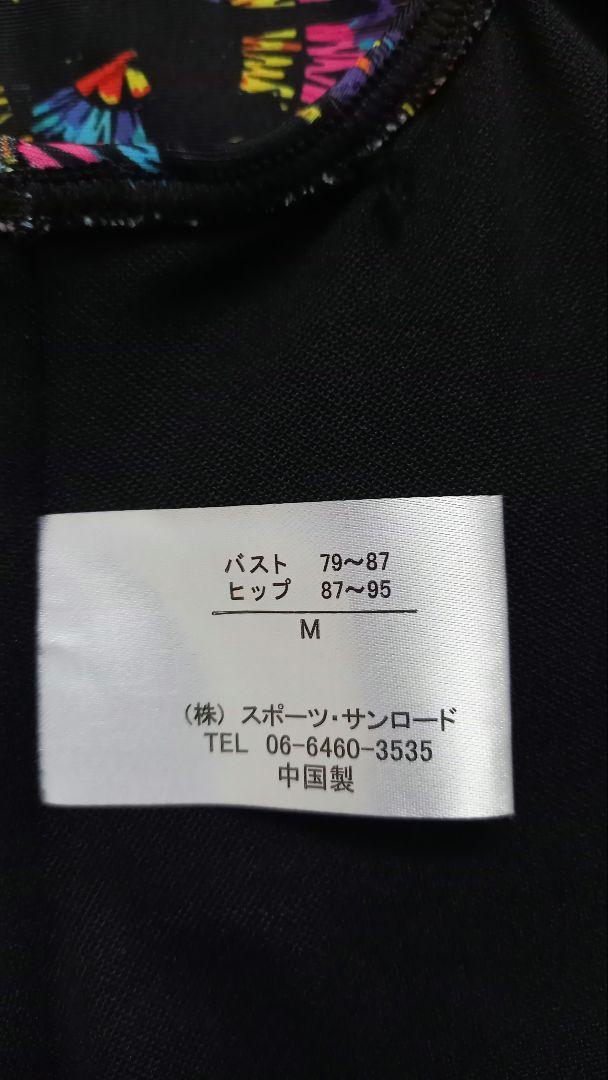 バスト 79～87
ヒップ 87～95
M
(株) スポーツ・サンロード
TEL 06-6460-3535
中国製